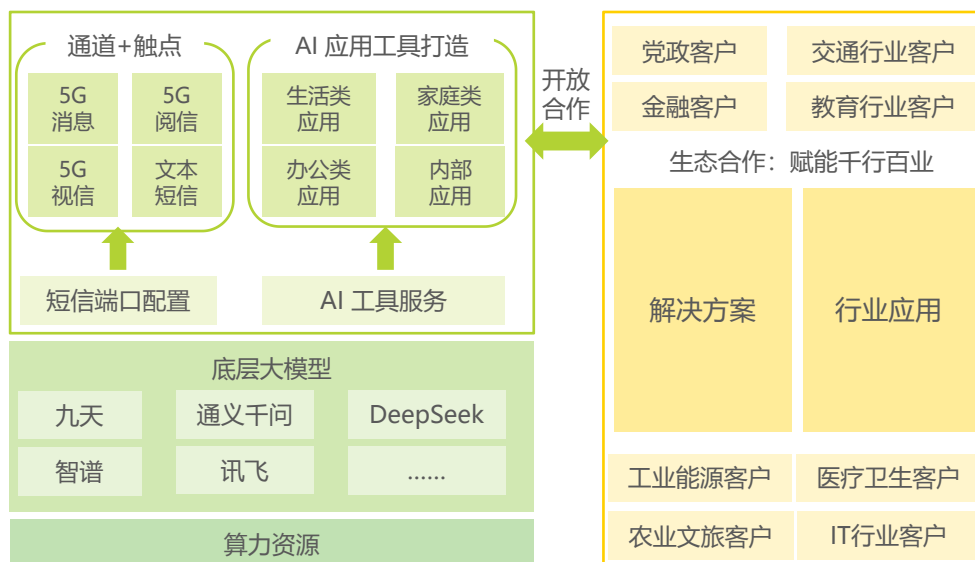 通道+触点
5G
消息
5G
阅信
5G
视信
文本
短信
短信端口配置
AI 应用工具打造
生活类
应用
家庭类
应用
办公类
应用
内部
应用
AI 工具服务
底层大模型
九天
通义千问
DeepSeek
智谱
讯飞
......
算力资源
开放
合作
党政客户
交通行业客户
金融客户
教育行业客户
生态合作：赋能千行百业
解决方案
行业应用
工业能源客户
医疗卫生客户
农业文旅客户
IT行业客户